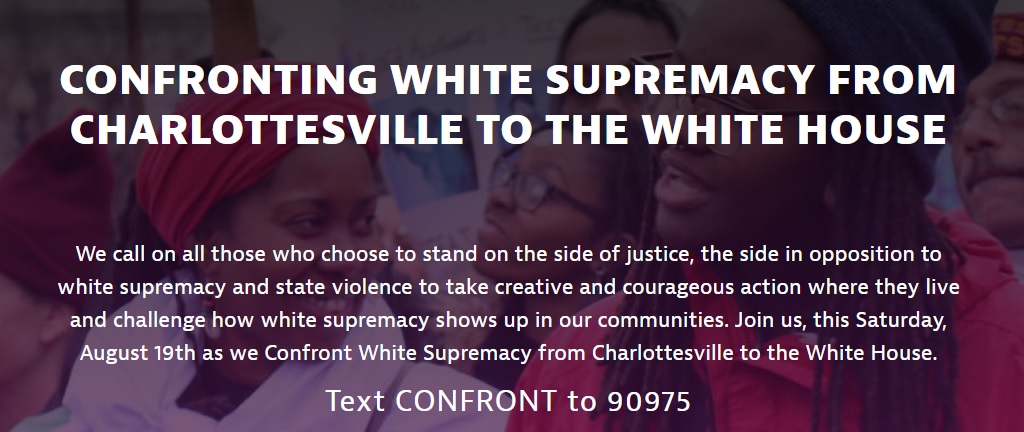 CONFRONTING WHITE SUPREMACY FROM
CHARLOTTESVILLE TO THE WHITE HOUSE
We call on all those who choose to stand on the side of justice, the side in opposition to
white supremacy and state violence to take creative and courageous action where they live
and challenge how white supremacy shows up in our communities. Join us, this Saturday,
August 19th as we Confront White Supremacy from Charlottesville to the White House.
Text CONFRONT to 90975